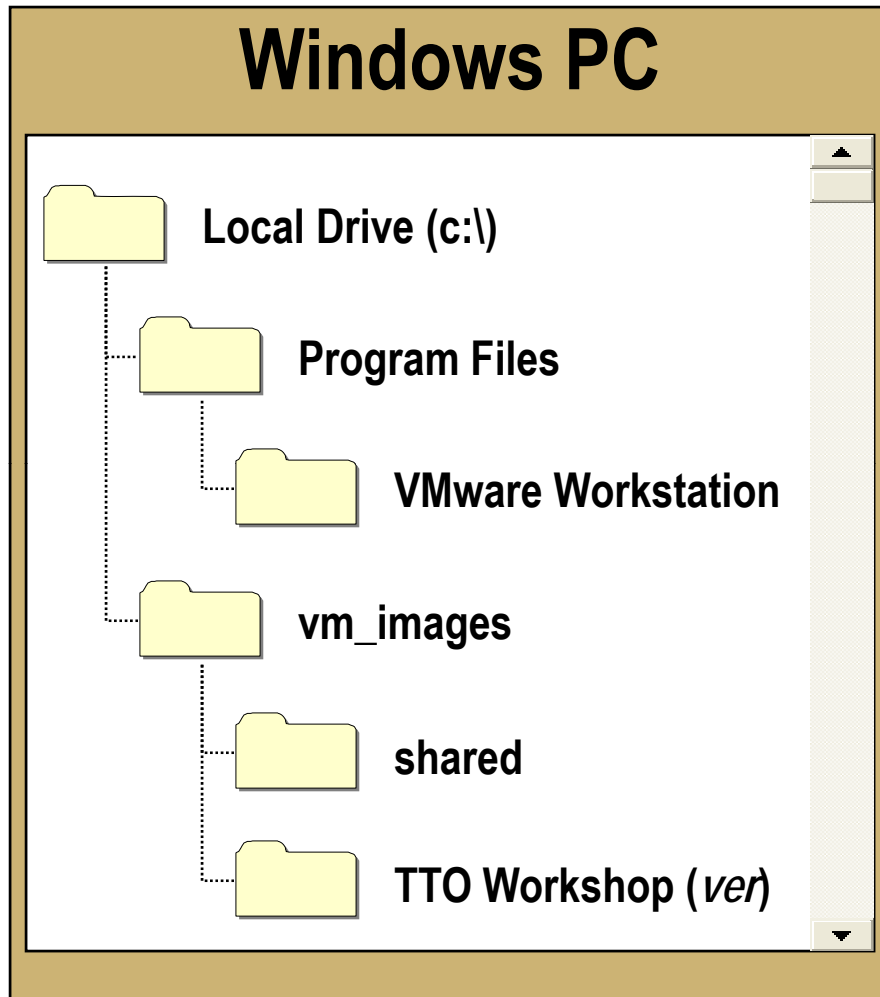 Windows PC
Local Drive (c:\)
Program Files
VMware Workstation
vm_images
shared
TTO Workshop (ver)